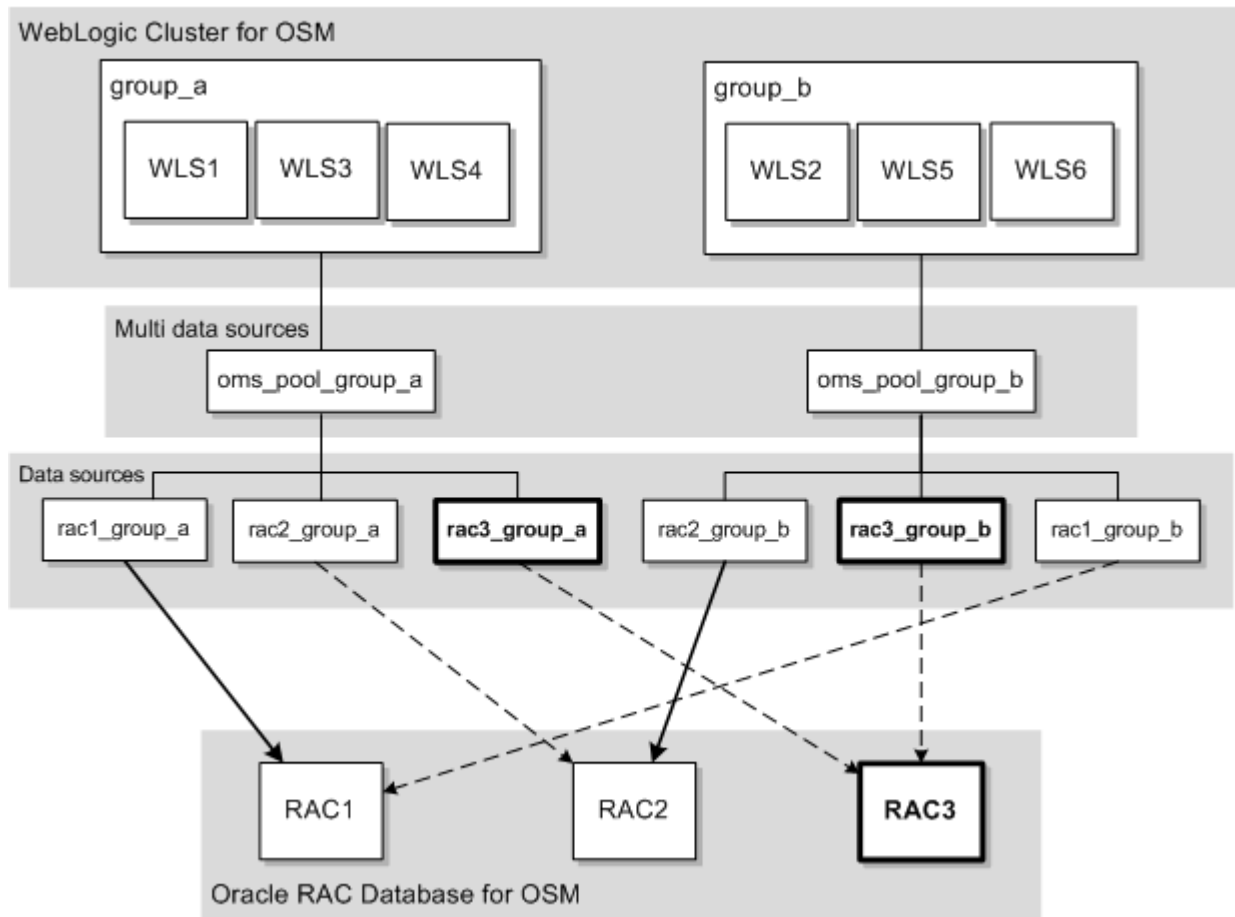 WebLogic Cluster for OSM
group_a
WLS1
WLS3
WLS4
group_b
WLS2
WLS5
WLS6
Multi data sources
oms_pool_group_a
oms_pool_group_b
Data sources
rac1_group_a
rac2_group_a
rac3_group_a
rac2_group_b
rac3_group_b
rac1_group_b
RAC1
RAC2
RAC3
Oracle RAC Database for OSM